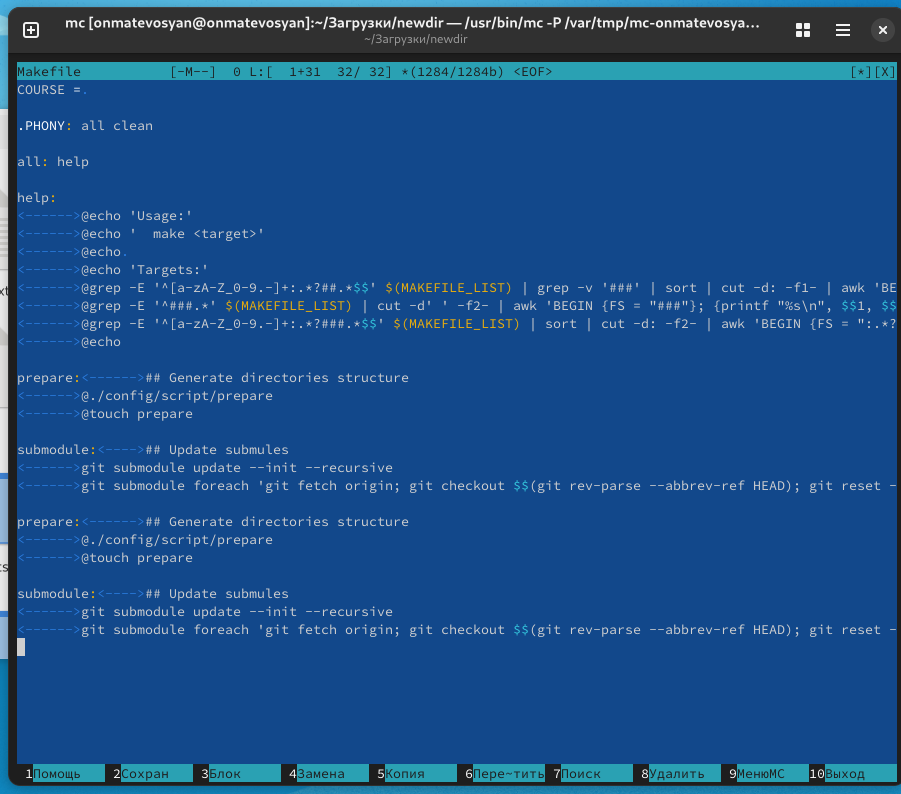 mc [onmatevosyan@onmatevosyan]:~/Загрузки/newdir — /usr/bin/mc -P /var/tmp/mc-onmatevosya…
~/Загрузки/newdir
Makefile [-M--] 0 L:[ 1+31 32/ 32] *(1284/1284b) <EOF> [*][X]
COURSE =.
.PHONY: all clean
all: help
help:
<------>@echo 'Usage:'
<------>@echo '  make <target>'
<------>@echo.
<------>@echo 'Targets:'
<------>@grep -E '^[a-zA-Z_0-9.-]+:.*?##.*$$' $(MAKEFILE_LIST) | grep -v '###' | sort | cut -d: -f1- | awk 'BE
<------>@grep -E '^###.*' $(MAKEFILE_LIST) | cut -d' ' -f2- | awk 'BEGIN {FS = "###"}; {printf "%s\n", $$1, $$
<------>@grep -E '^[a-zA-Z_0-9.-]+:.*?###.*$$' $(MAKEFILE_LIST) | sort | cut -d: -f2- | awk 'BEGIN {FS = ":.*?
<------>@echo
prepare:<------>## Generate directories structure
<------>@./config/script/prepare
<------>@touch prepare
submodule:<---->## Update submules
<------>git submodule update --init --recursive
<------>git submodule foreach 'git fetch origin; git checkout $$(git rev-parse --abbrev-ref HEAD); git reset -
prepare:<------>## Generate directories structure
<------>@./config/script/prepare
<------>@touch prepare
submodule:<---->## Update submules
<------>git submodule update --init --recursive
<------>git submodule foreach 'git fetch origin; git checkout $$(git rev-parse --abbrev-ref HEAD); git reset -
1Помощь 2Сохран 3Блок 4Замена 5Копия 6Пере~тить 7Поиск 8Удалить 9МенюMC 10Выход